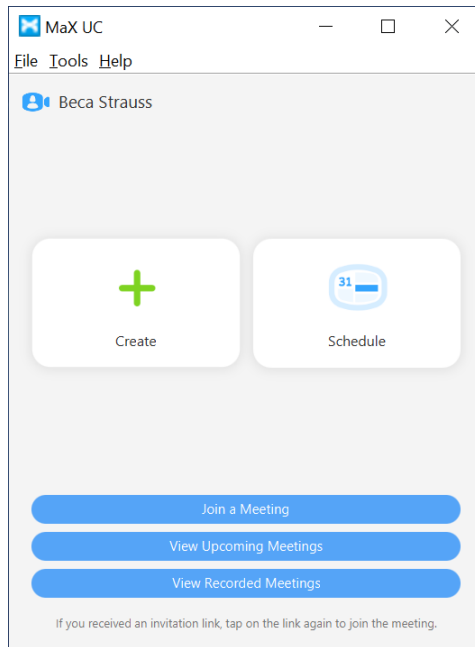 MaX UC
File Tools Help
Beca Strauss
Create
31
Schedule
Join a Meeting
View Upcoming Meetings
View Recorded Meetings
If you received an invitation link, tap on the link again to join the meeting.